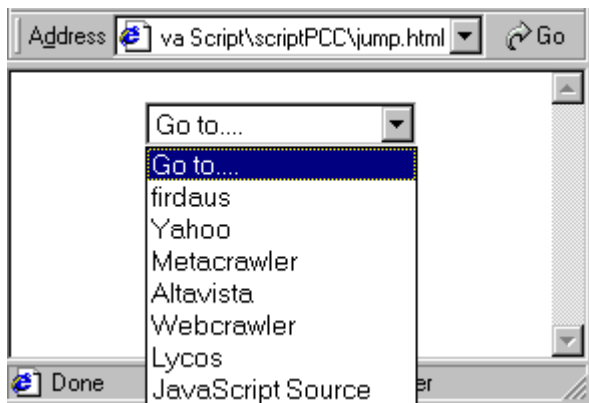 Address va Script\scriptPCC\jump.html Go
Go to....
Go to....
firdaus
Yahoo
Metacrawler
Altavista
Webcrawler
Lycos
Done
JavaScript Source